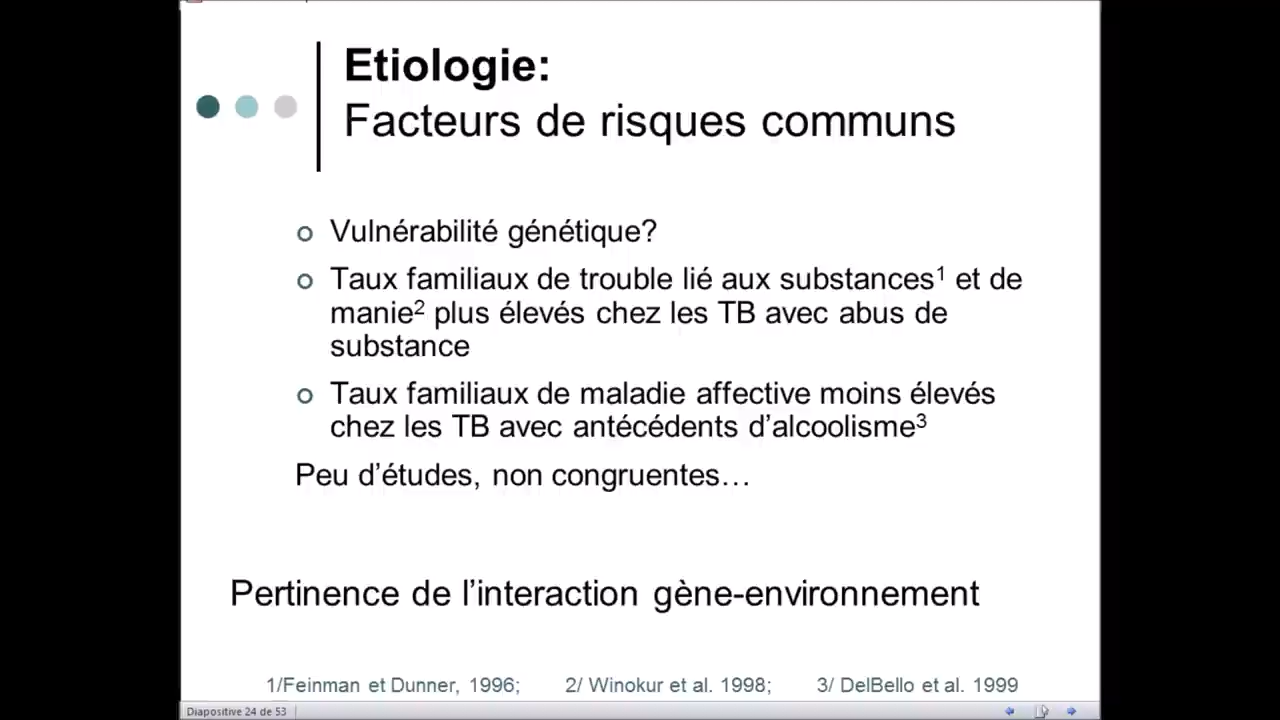 Etiologie:
Facteurs de risques communs
Vulnérabilité génétique?
Taux familiaux de trouble lié aux substances¹ et de
manie² plus élevés chez les TB avec abus de
substance
Taux familiaux de maladie affective moins élevés
chez les TB avec antécédents d’alcoolisme³
Peu d’études, non congruentes…
Pertinence de l’interaction gène-environnement
1/Feinman et Dunner, 1996; 2/ Winokur et al. 1998; 3/ DelBello et al. 1999
Diapositive 24 de 53